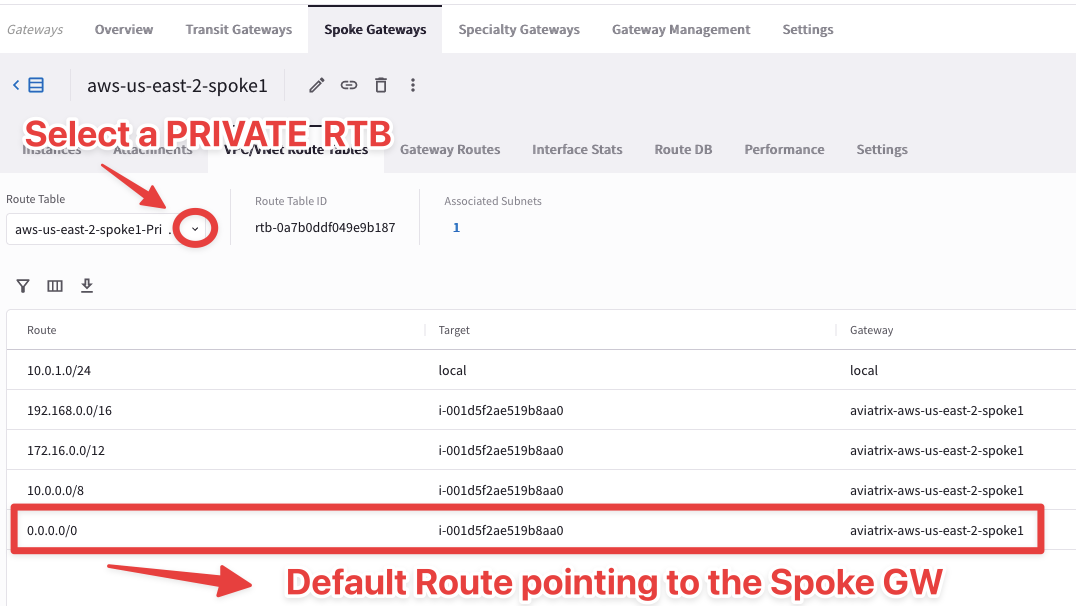 Gateways Overview Transit Gateways Spoke Gateways Specialty Gateways Gateway Management Settings
aws-us-east-2-spoke1
Select a PRIVATE RTB
Instances Attachments VPC/VNet Route Tables Gateway Routes Interface Stats Route DB Performance Settings
Route Table Route Table ID Associated Subnets
aws-us-east-2-spoke1-Pri rtb-0a7b0ddf049e9b187 1
Route Target Gateway
10.0.1.0/24 local local
192.168.0.0/16 i-001d5f2ae519b8aa0 aviatrix-aws-us-east-2-spoke1
172.16.0.0/12 i-001d5f2ae519b8aa0 aviatrix-aws-us-east-2-spoke1
10.0.0.0/8 i-001d5f2ae519b8aa0 aviatrix-aws-us-east-2-spoke1
0.0.0.0/0 i-001d5f2ae519b8aa0 aviatrix-aws-us-east-2-spoke1
Default Route pointing to the Spoke GW